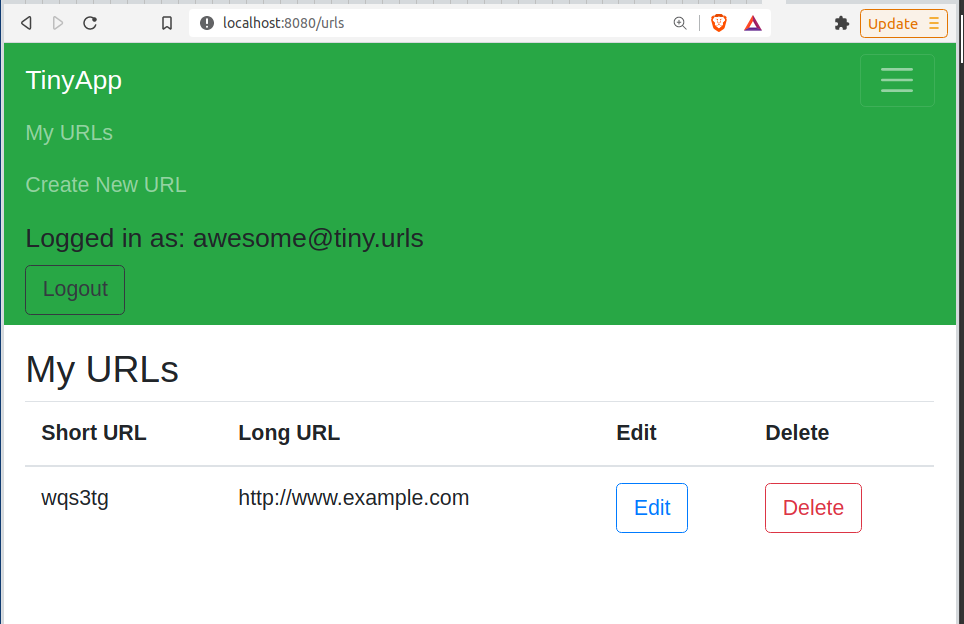 localhost:8080/urls
Update
TinyApp
My URLs
Create New URL
Logged in as: awesome@tiny.urls
Logout
My URLs
Short URL Long URL Edit Delete
wqs3tg http://www.example.com Edit Delete